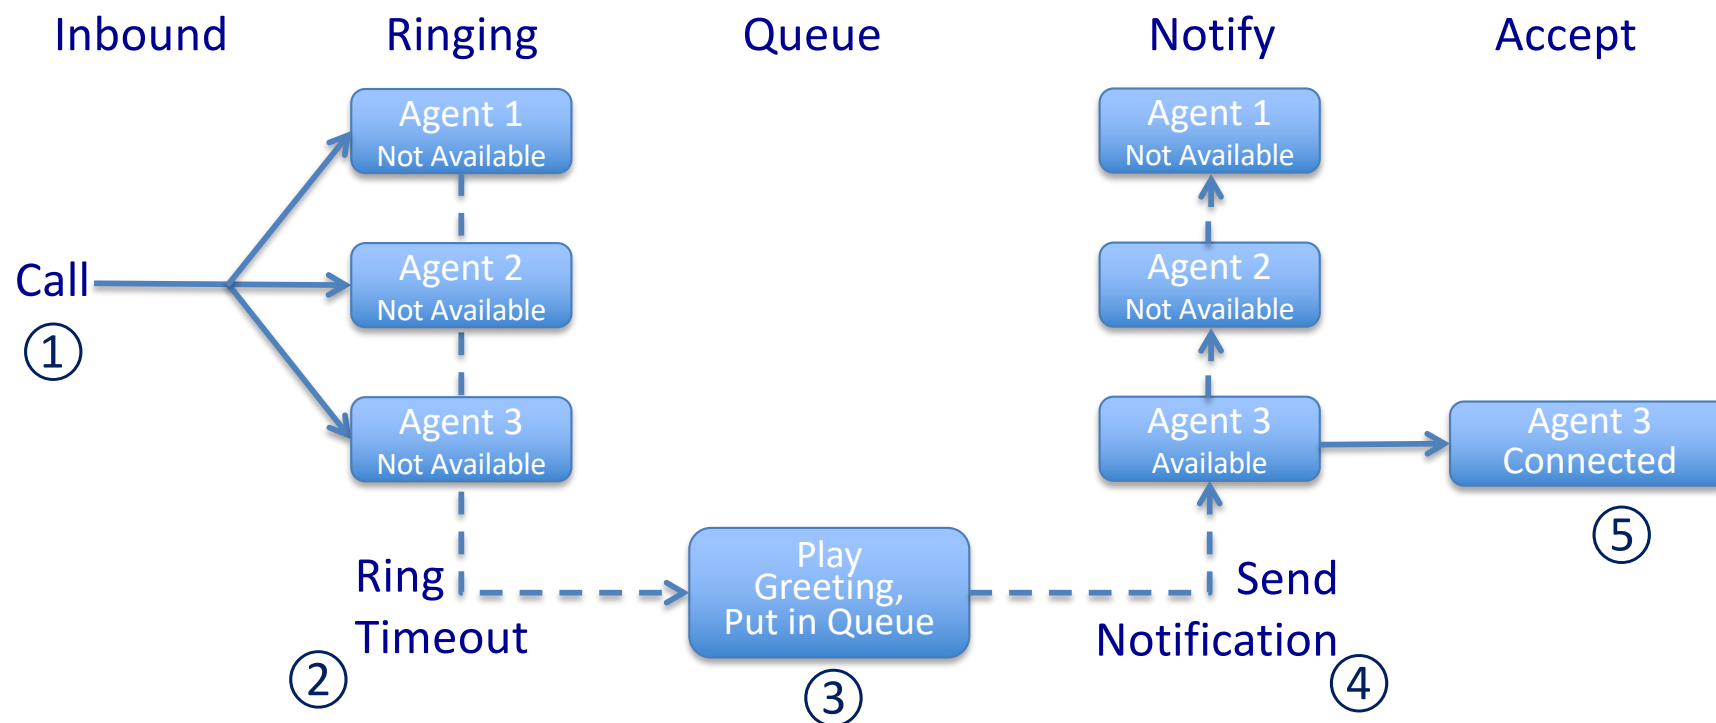 Inbound
Ringing
Queue
Notify
Accept
Agent 1
Not Available
Agent 1
Not Available
Call
Agent 2
Not Available
Agent 2
Not Available
1
Agent 3
Not Available
Agent 3
Available
Agent 3
Connected
5
Ring
Timeout
2
Play
Greeting,
Put in Queue
3
Send
Notification
4